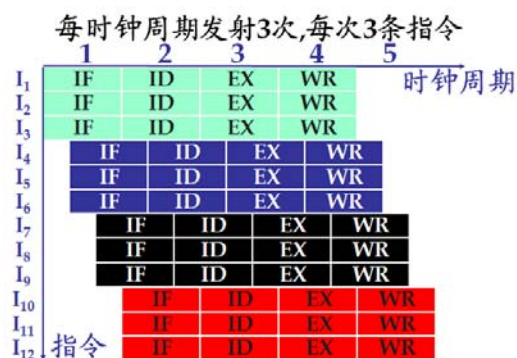 每时钟周期发射3次,每次3条指令
1 2 3 4 5
时钟周期
I1 IF ID EX WR
I2 IF ID EX WR
I3 IF ID EX WR
I4 IF ID EX WR
I5 IF ID EX WR
I6 IF ID EX WR
I7 IF ID EX WR
I8 IF ID EX WR
I9 IF ID EX WR
I10 IF ID EX WR
I11 IF ID EX WR
I12 指令 IF ID EX WR